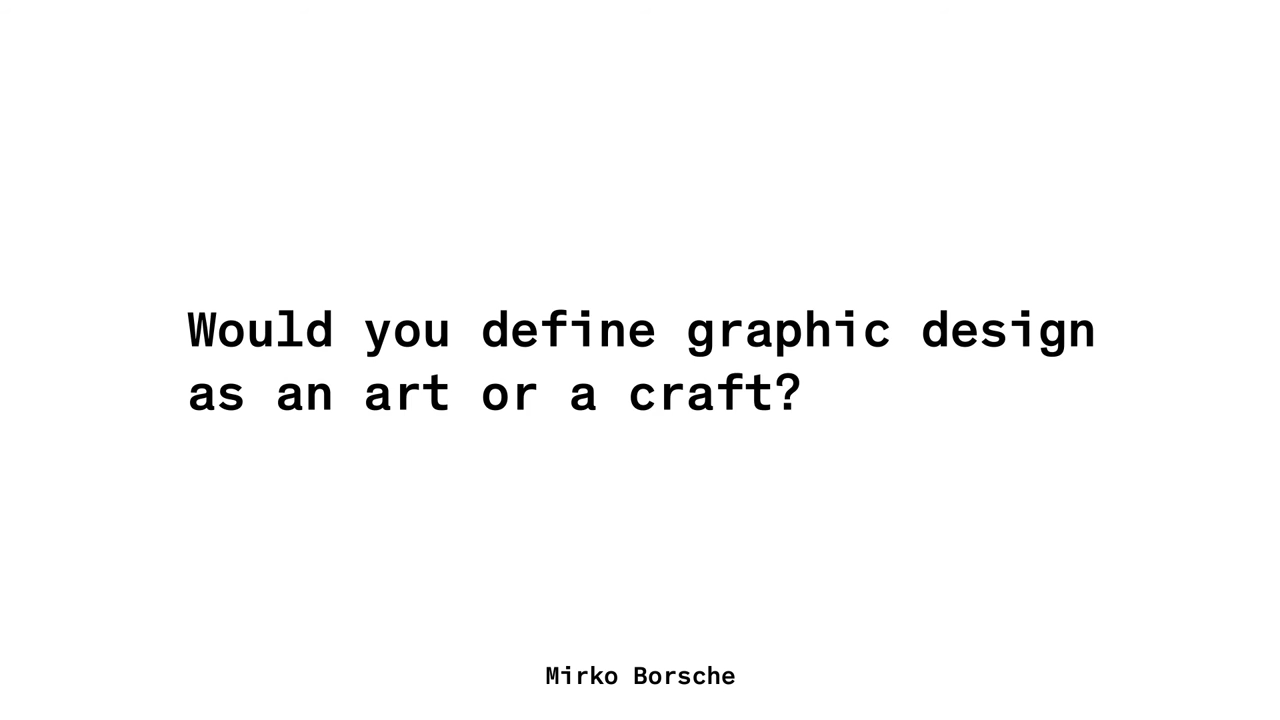 Would you define graphic design
as an art or a craft?
Mirko Borsche